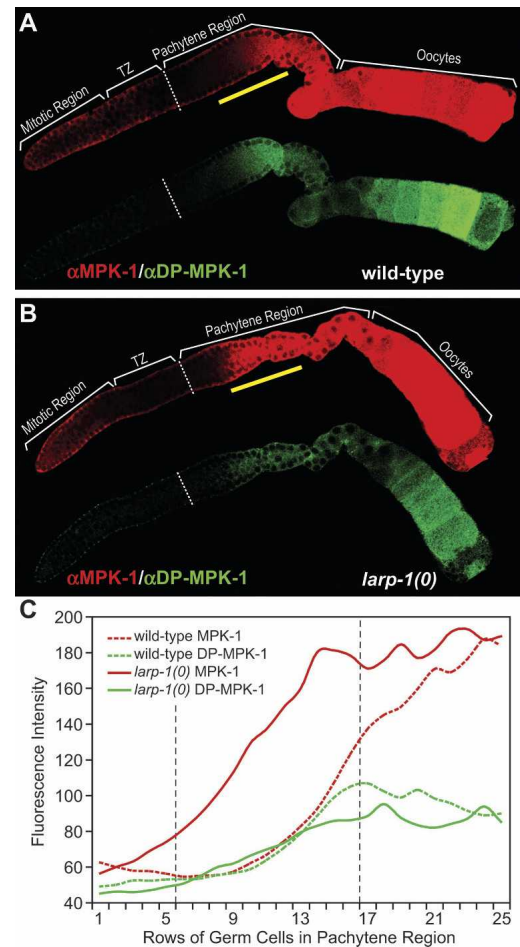 A
Mitotic Region
TZ
Pachytene Region
Oocytes
αMPK-1/αDP-MPK-1
wild-type
B
Mitotic Region
TZ
Pachytene Region
Oocytes
αMPK-1/αDP-MPK-1
larp-1(0)
C
200
180
160
140
120
100
80
60
40
Fluorescence Intensity
wild-type MPK-1
wild-type DP-MPK-1
larp-1(0) MPK-1
larp-1(0) DP-MPK-1
1 5 9 13 17 21 25
Rows of Germ Cells in Pachytene Region